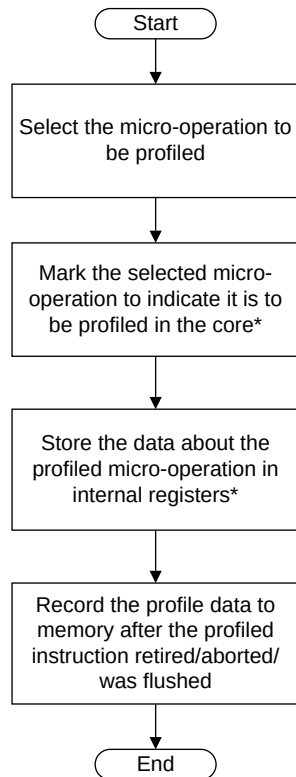 Start
Select the micro-operation to
be profiled
Mark the selected micro-
operation to indicate it is to
be profiled in the core*
Store the data about the
profiled micro-operation in
internal registers*
Record the profile data to
memory after the profiled
instruction retired/aborted/
was flushed
End